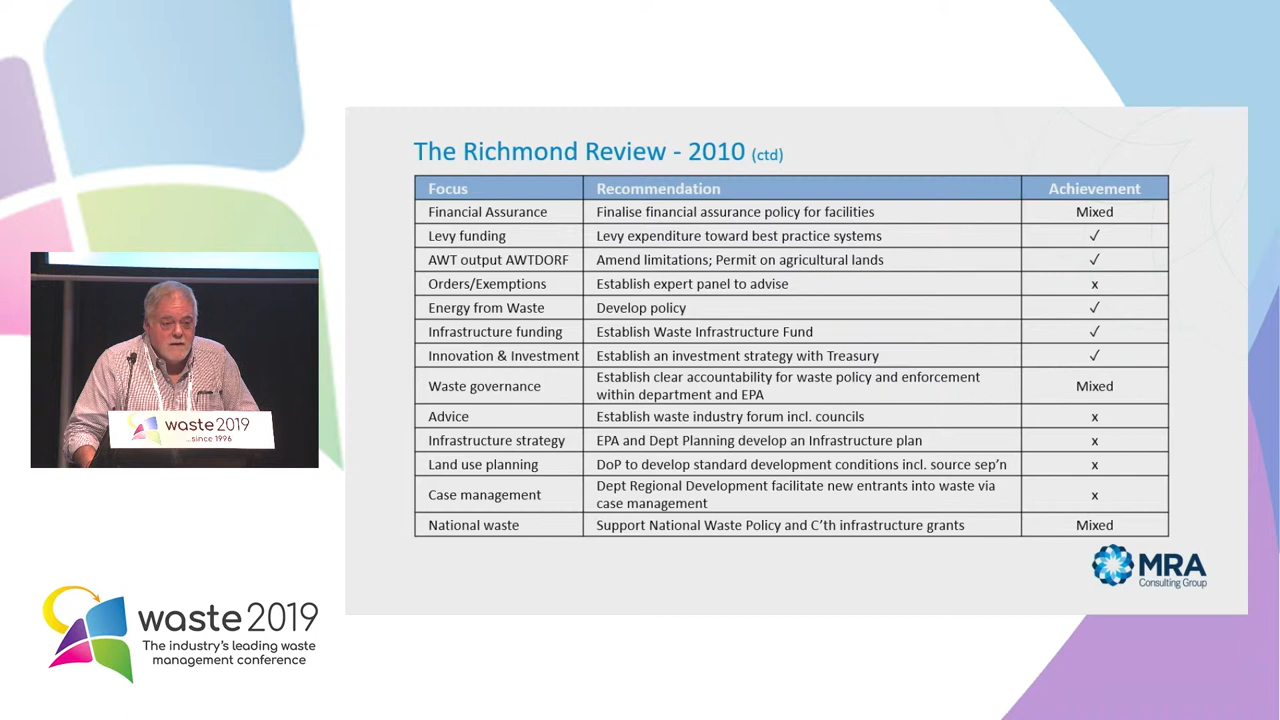 The Richmond Review - 2010 (ctd)
Focus Recommendation Achievement
Financial Assurance Finalise financial assurance policy for facilities Mixed
Levy funding Levy expenditure toward best practice systems ✓
AWT output AWTDORF Amend limitations; Permit on agricultural lands ✓
Orders/Exemptions Establish expert panel to advise x
Energy from Waste Develop policy ✓
Infrastructure funding Establish Waste Infrastructure Fund ✓
Innovation & Investment Establish an investment strategy with Treasury ✓
Waste governance Establish clear accountability for waste policy and enforcement
within department and EPA Mixed
Advice Establish waste industry forum incl. councils x
Infrastructure strategy EPA and Dept Planning develop an Infrastructure plan x
Land use planning DoP to develop standard development conditions incl. source sep'n x
Case management Dept Regional Development facilitate new entrants into waste via
case management x
National waste Support National Waste Policy and C'th infrastructure grants Mixed
MRA
Consulting Group
waste 2019
...since 1996
waste 2019
The industry's leading waste
management conference